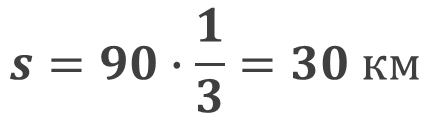 s = 90 · 1/3 = 30 км